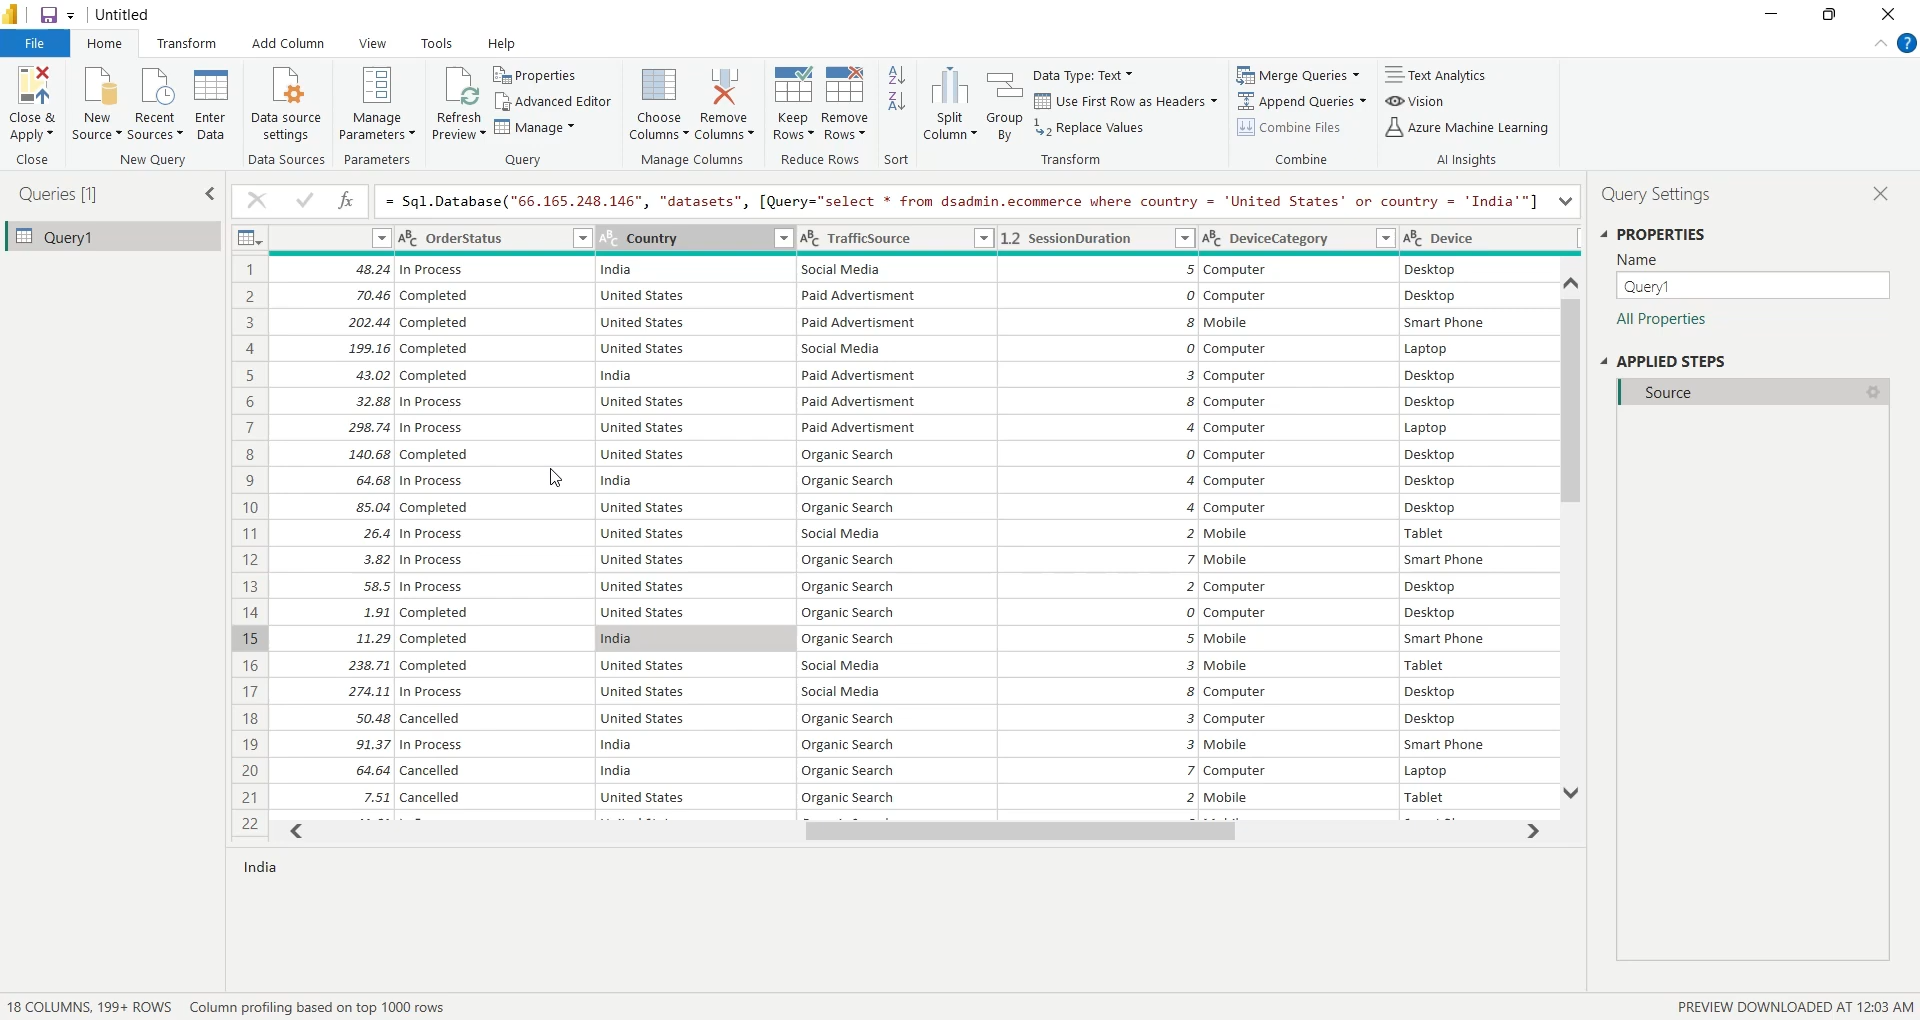 Untitled
File Home Transform Add Column View Tools Help ?
Close & Apply New Source Recent Sources Enter Data Data source settings Manage Parameters Refresh Preview Properties Advanced Editor Manage Choose Columns Remove Columns Keep Rows Remove Rows Split Column Group By Data Type: Text Use First Row as Headers Replace Values Merge Queries Append Queries Combine Files Text Analytics Vision Azure Machine Learning
Close New Query Data Sources Parameters Query Manage Columns Reduce Rows Sort Transform Combine AI Insights
Queries [1]
Query1
fx = Sql.Database("66.165.248.146", "datasets", [Query="select * from dsadmin.ecommerce where country = 'United States' or country = 'India'"]
OrderStatus Country TrafficSource 1.2 SessionDuration DeviceCategory Device
1 48.24 In Process India Social Media 5 Computer Desktop
2 70.46 Completed United States Paid Advertisment 0 Computer Desktop
3 202.44 Completed United States Paid Advertisment 8 Mobile Smart Phone
4 199.16 Completed United States Social Media 0 Computer Laptop
5 43.02 Completed India Paid Advertisment 3 Computer Desktop
6 32.88 In Process United States Paid Advertisment 8 Computer Desktop
7 298.74 In Process United States Paid Advertisment 4 Computer Laptop
8 140.68 Completed United States Organic Search 0 Computer Desktop
9 64.68 In Process India Organic Search 4 Computer Desktop
10 85.04 Completed United States Organic Search 4 Computer Desktop
11 26.4 In Process United States Social Media 2 Mobile Tablet
12 3.82 In Process United States Organic Search 7 Mobile Smart Phone
13 58.5 In Process United States Organic Search 2 Computer Desktop
14 1.91 Completed United States Organic Search 0 Computer Desktop
15 11.29 Completed India Organic Search 5 Mobile Smart Phone
16 238.71 Completed United States Social Media 3 Mobile Tablet
17 274.11 In Process United States Social Media 8 Computer Desktop
18 50.48 Cancelled United States Organic Search 3 Computer Desktop
19 91.37 In Process India Organic Search 3 Mobile Smart Phone
20 64.64 Cancelled India Organic Search 7 Computer Laptop
21 7.51 Cancelled United States Organic Search 2 Mobile Tablet
22
India
Query Settings
PROPERTIES
Name
Query1
All Properties
APPLIED STEPS
Source
18 COLUMNS, 199+ ROWS Column profiling based on top 1000 rows PREVIEW DOWNLOADED AT 12:03 AM